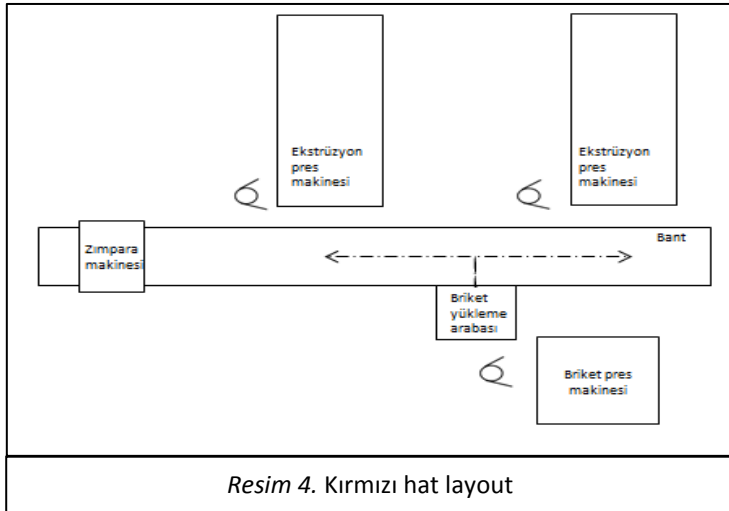 Ekstrüzyon
pres
makinesi
Ekstrüzyon
pres
makinesi
Zımpara
makinesi
Bant
Briket
yükleme
arabası
Briket pres
makinesi
Resim 4. Kırmızı hat layout